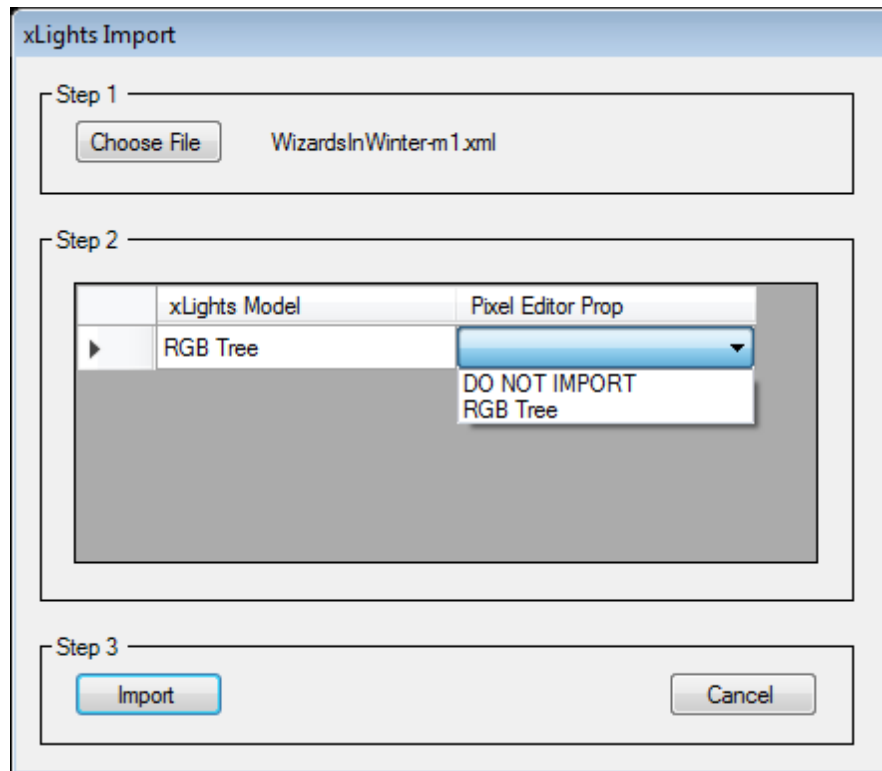 xLights Import
Step 1
Choose File WizardsInWinter-m1.xml
Step 2
xLights Model Pixel Editor Prop
RGB Tree
DO NOT IMPORT
RGB Tree
Step 3
Import Cancel